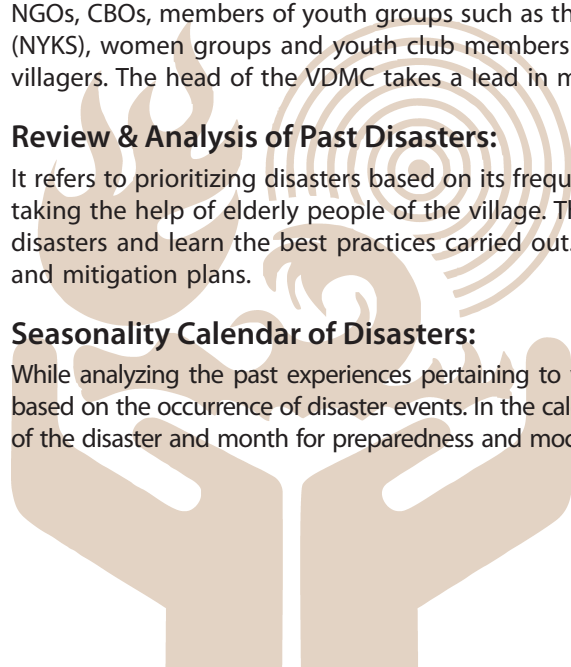 NGOs, CBOs, members of youth groups such as th
(NYKS), women groups and youth club members
villagers. The head of the VDMC takes a lead in m
Review & Analysis of Past Disasters:
It refers to prioritizing disasters based on its frequ
taking the help of elderly people of the village. Th
disasters and learn the best practices carried out.
and mitigation plans.
Seasonality Calendar of Disasters:
While analyzing the past experiences pertaining to
based on the occurrence of disaster events. In the cal
of the disaster and month for preparedness and moc